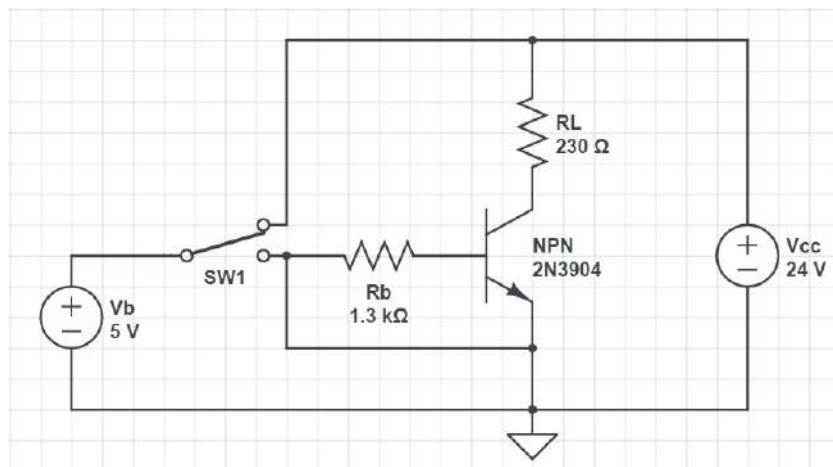 RL
230 Ω
NPN
2N3904
Vcc
24 V
SW1
Rb
1.3 kΩ
Vb
5 V